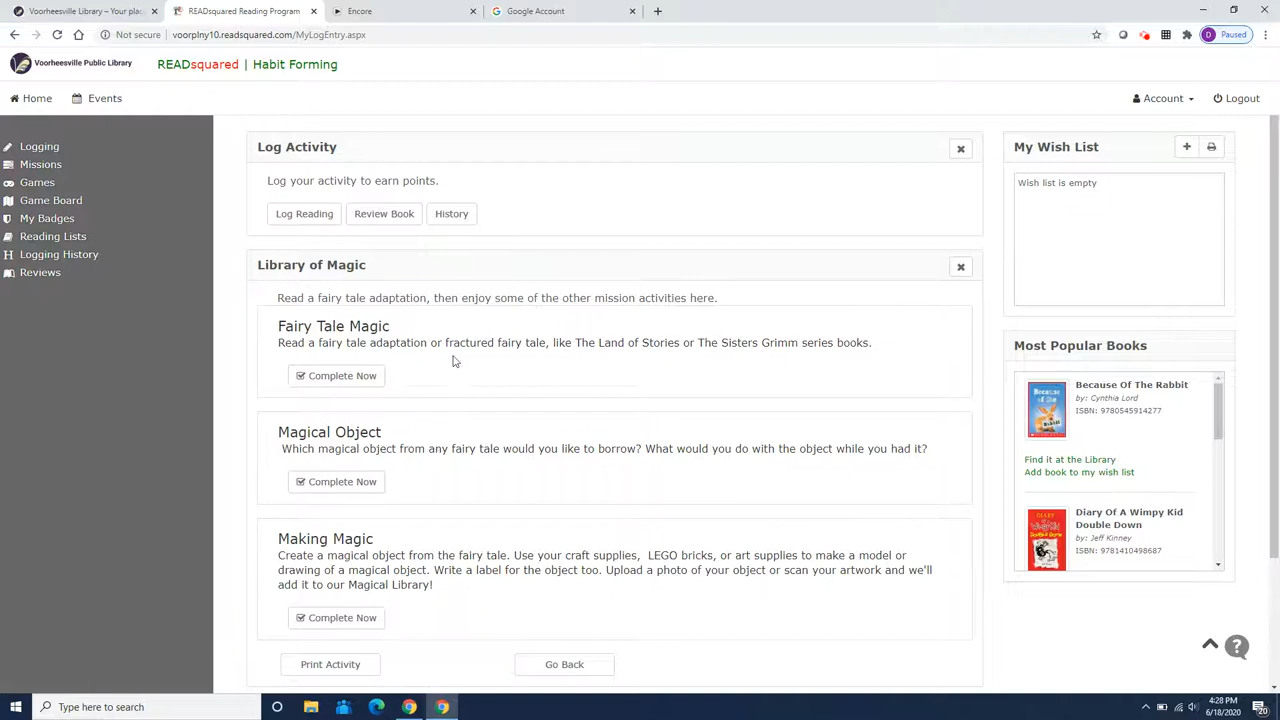 Voorheesville Library – Your plac
READsquared Reading Program
Encore
Google Account
Not secure
voorplny10.readsquared.com/MyLogEntry.aspx
D
Paused
Voorheesville Public Library
READsquared | Habit Forming
Home
Events
Account
Logout
Logging
Missions
Games
Game Board
My Badges
Reading Lists
Logging History
Reviews
Log Activity
Log your activity to earn points.
Log Reading
Review Book
History
Library of Magic
Read a fairy tale adaptation, then enjoy some of the other mission activities here.
Fairy Tale Magic
Read a fairy tale adaptation or fractured fairy tale, like The Land of Stories or The Sisters Grimm series books.
Complete Now
Magical Object
Which magical object from any fairy tale would you like to borrow? What would you do with the object while you had it?
Complete Now
Making Magic
Create a magical object from the fairy tale. Use your craft supplies, LEGO bricks, or art supplies to make a model or
drawing of a magical object. Write a label for the object too. Upload a photo of your object or scan your artwork and we'll
add it to our Magical Library!
Complete Now
Print Activity
Go Back
My Wish List
Wish list is empty
Most Popular Books
Because Of The Rabbit
by: Cynthia Lord
ISBN: 9780545914277
Find it at the Library
Add book to my wish list
Diary Of A Wimpy Kid
Double Down
by: Jeff Kinney
ISBN: 9781410498687
Type here to search
4:28 PM
6/18/2020
20